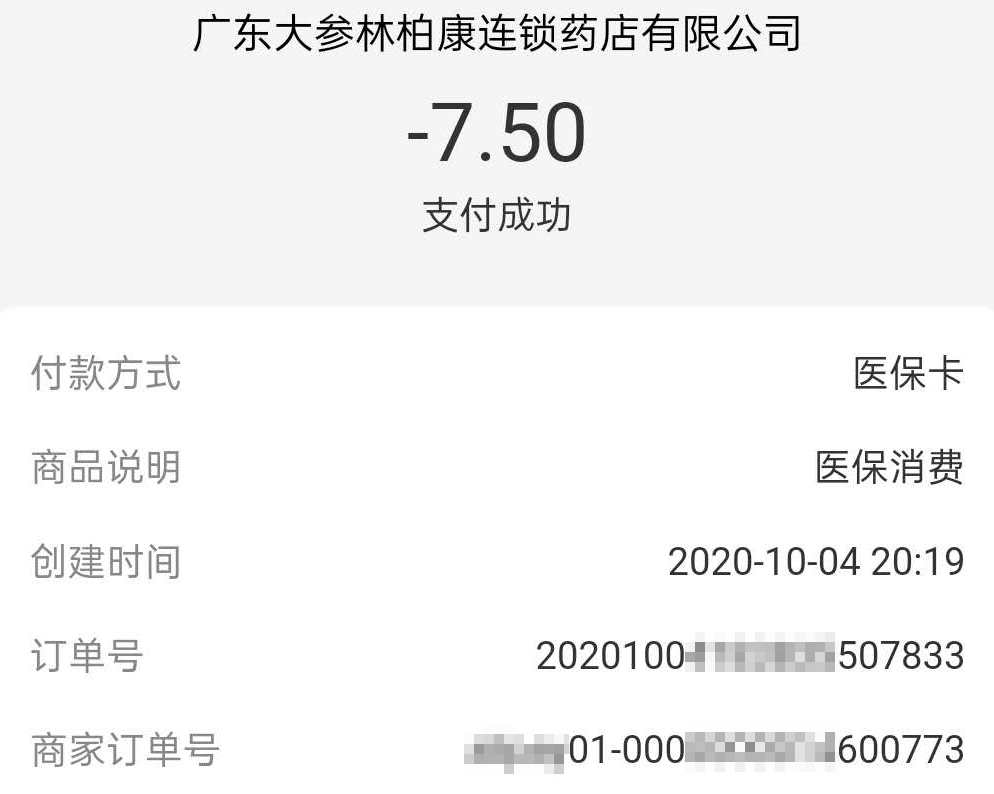 广东大参林柏康连锁药店有限公司
-7.50
支付成功
付款方式 医保卡
商品说明 医保消费
创建时间 2020-10-04 20:19
订单号 2020100 507833
商家订单号 01-000 600773